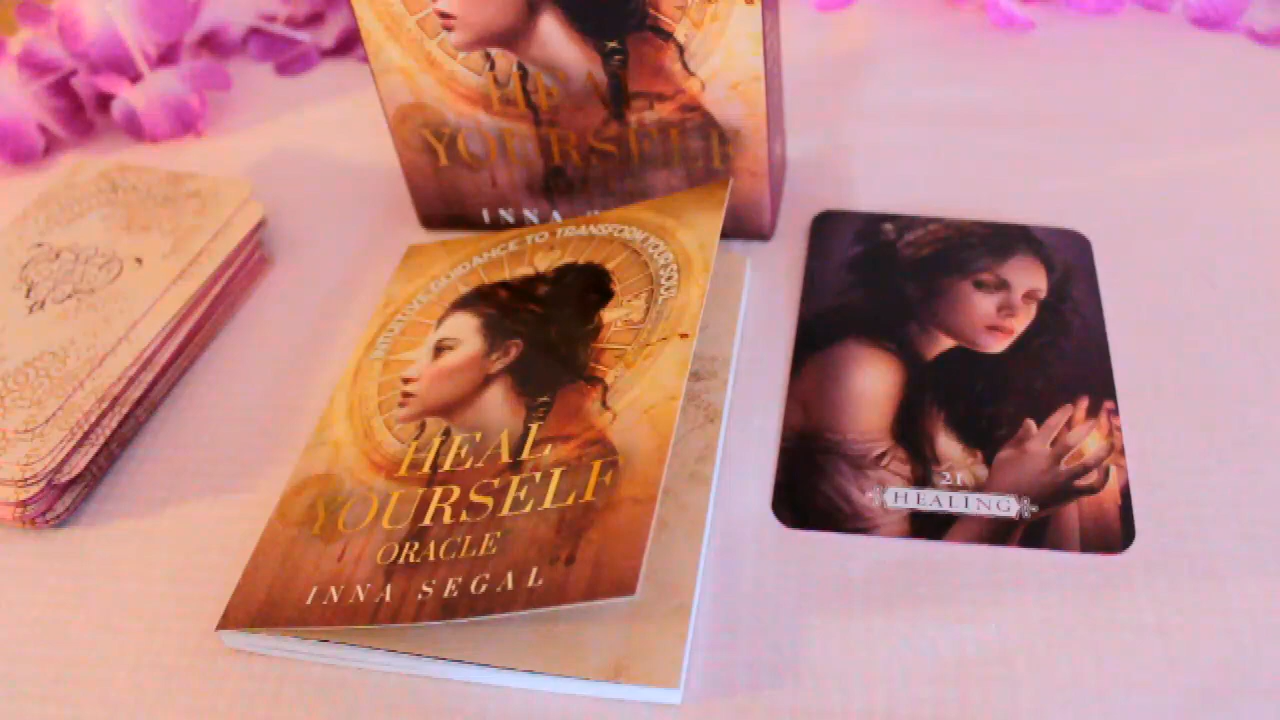 HEAL
YOURSELF
INNA
INTUITIVE GUIDANCE TO TRANSFORM YOUR SOUL
HEAL
YOURSELF
ORACLE
INNA SEGAL
21
HEALING